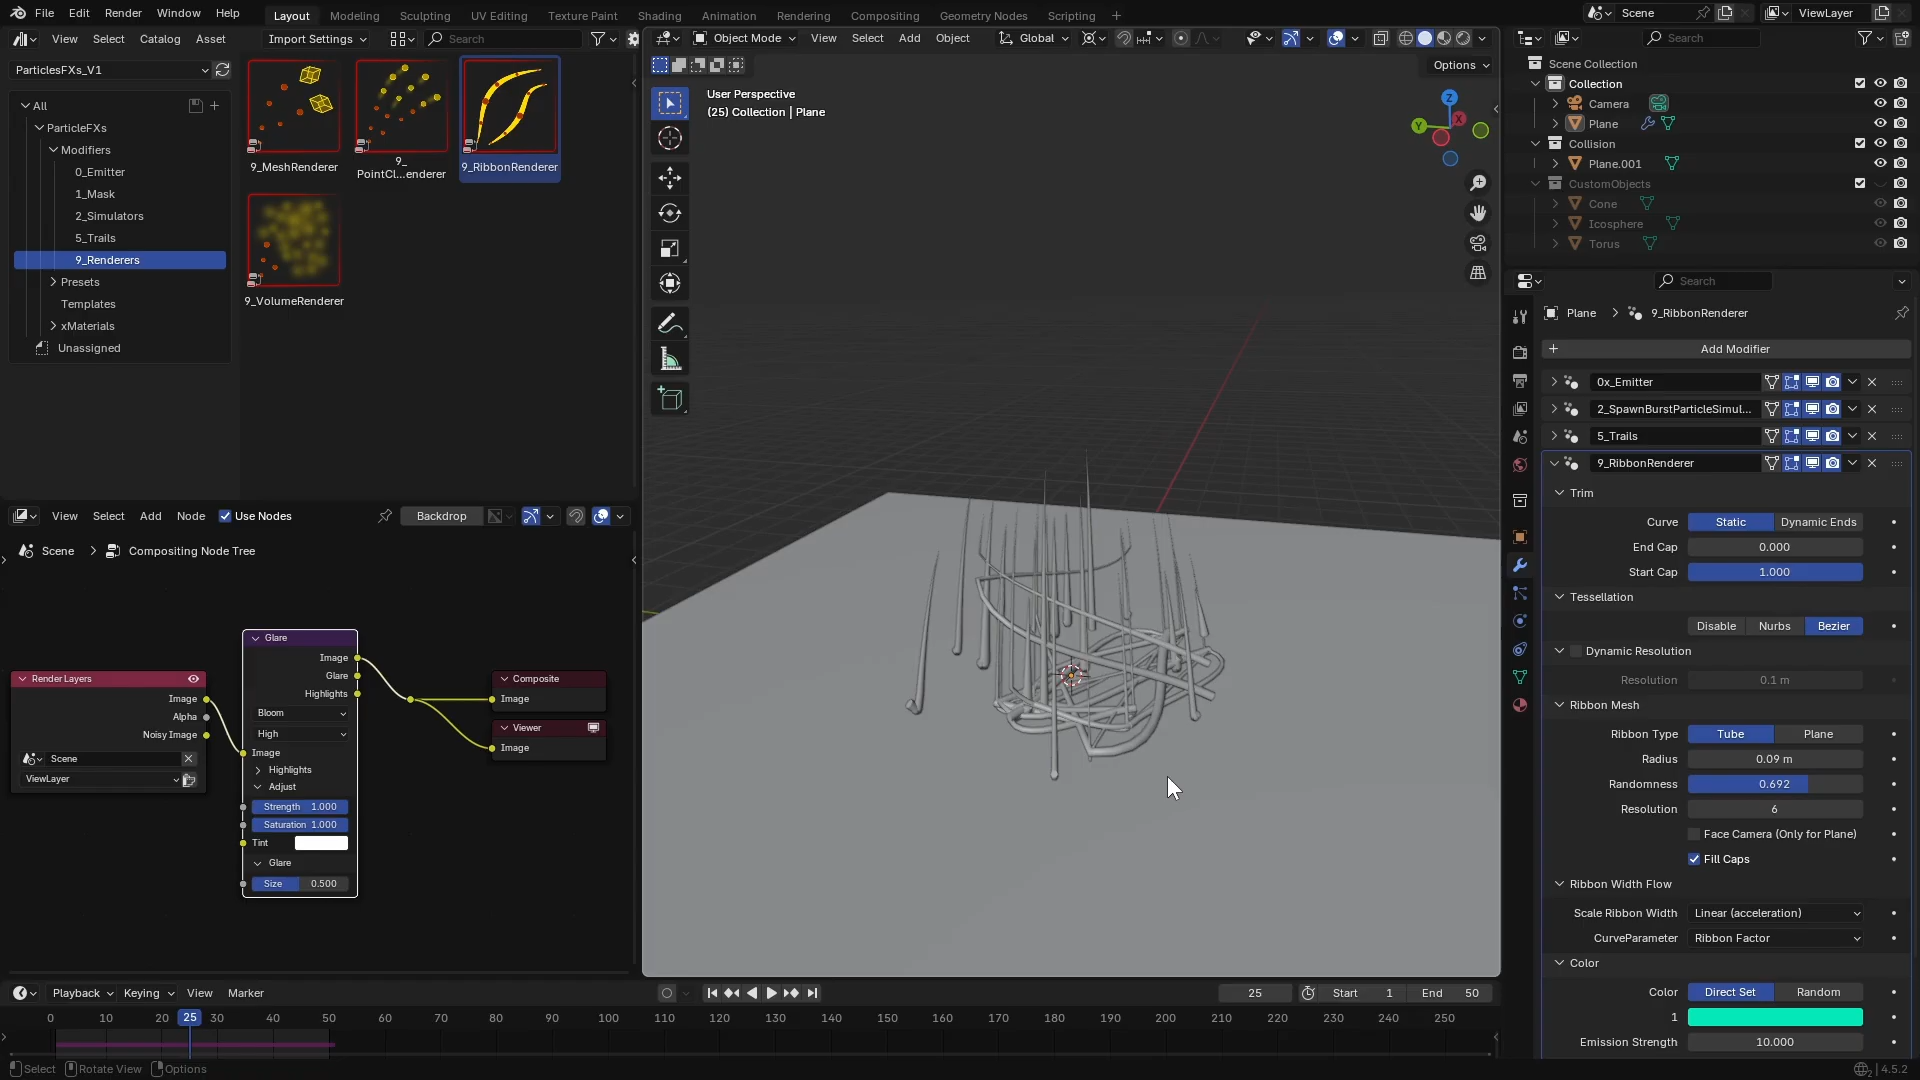 File Edit Render Window Help
Layout Modeling Sculpting UV Editing Texture Paint Shading Animation Rendering Compositing Geometry Nodes Scripting +
Scene
ViewLayer
View Select Catalog Asset
Import Settings
Search
ParticlesFXs_V1
All
ParticleFXs
Modifiers
0_Emitter
1_Mask
2_Simulators
5_Trails
9_Renderers
Presets
Templates
xMaterials
Unassigned
9_MeshRenderer
9_
PointCl...enderer
9_RibbonRenderer
9_VolumeRenderer
Object Mode
View Select Add Object
Global
Options
User Perspective
(25) Collection | Plane
Z
Y
X
Search
Scene Collection
Collection
Camera
Plane
Collision
Plane.001
CustomObjects
Cone
Icosphere
Torus
Search
Plane > 9_RibbonRenderer
+ Add Modifier
0x_Emitter
2_SpawnBurstParticleSimul...
5_Trails
9_RibbonRenderer
Trim
Curve Static Dynamic Ends
End Cap 0.000
Start Cap 1.000
Tessellation
Disable Nurbs Bezier
Dynamic Resolution
Resolution 0.1 m
Ribbon Mesh
Ribbon Type Tube Plane
Radius 0.09 m
Randomness 0.692
Resolution 6
Face Camera (Only for Plane)
Fill Caps
Ribbon Width Flow
Scale Ribbon Width Linear (acceleration)
CurveParameter Ribbon Factor
Color
Color Direct Set Random
1
Emission Strength 10.000
View Select Add Node Use Nodes
Backdrop
Scene > Compositing Node Tree
Render Layers
Image
Alpha
Noisy Image
Scene
ViewLayer
Glare
Image
Glare
Highlights
Bloom
High
Image
Highlights
Adjust
Strength 1.000
Saturation 1.000
Tint
Glare
Size 0.500
Composite
Image
Viewer
Image
Playback Keying View Marker
25
Start 1
End 50
0 10 20 25 30 40 50 60 70 80 90 100 110 120 130 140 150 160 170 180 190 200 210 220 230 240 250
Select Rotate View Options
4.5.2